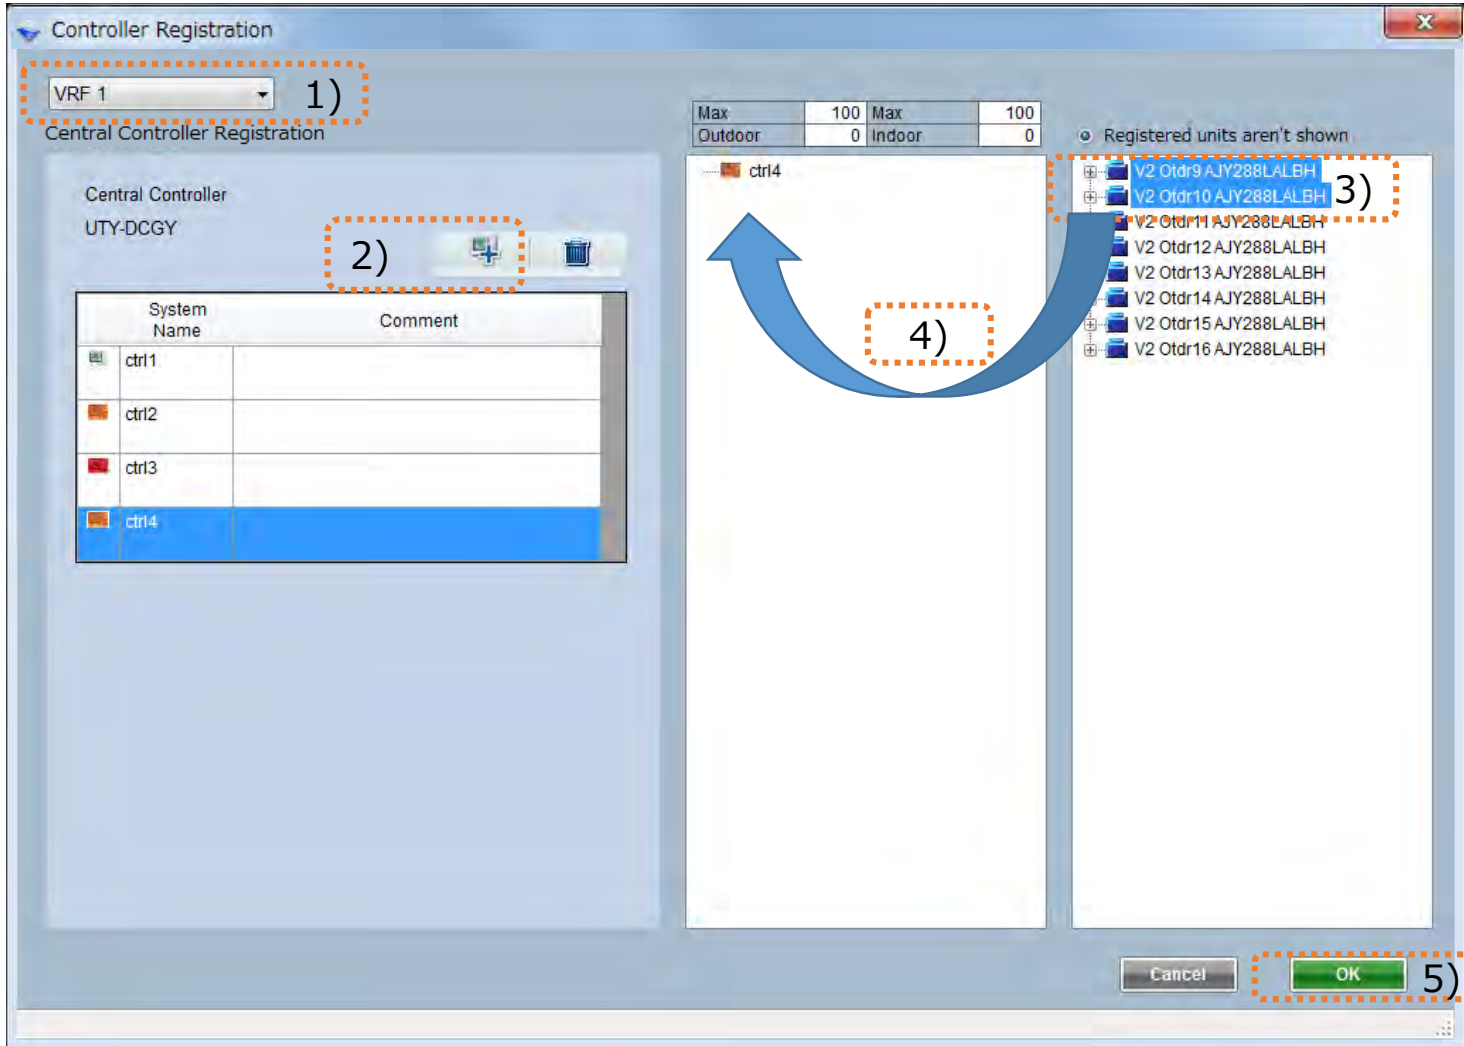 Controller Registration
VRF 1
1)
Central Controller Registration
Max 100 Max 100
Outdoor 0 Indoor 0
Registered units aren't shown
Central Controller
UTY-DCGY
2)
System Name Comment
ctrl1
ctrl2
ctrl3
ctrl4
ctrl4
V2 Otdr9 AJY288LALBH
V2 Otdr10 AJY288LALBH
3)
V2 Otdr11 AJY288LALBH
V2 Otdr12 AJY288LALBH
V2 Otdr13 AJY288LALBH
V2 Otdr14 AJY288LALBH
V2 Otdr15 AJY288LALBH
V2 Otdr16 AJY288LALBH
4)
Cancel
OK
5)